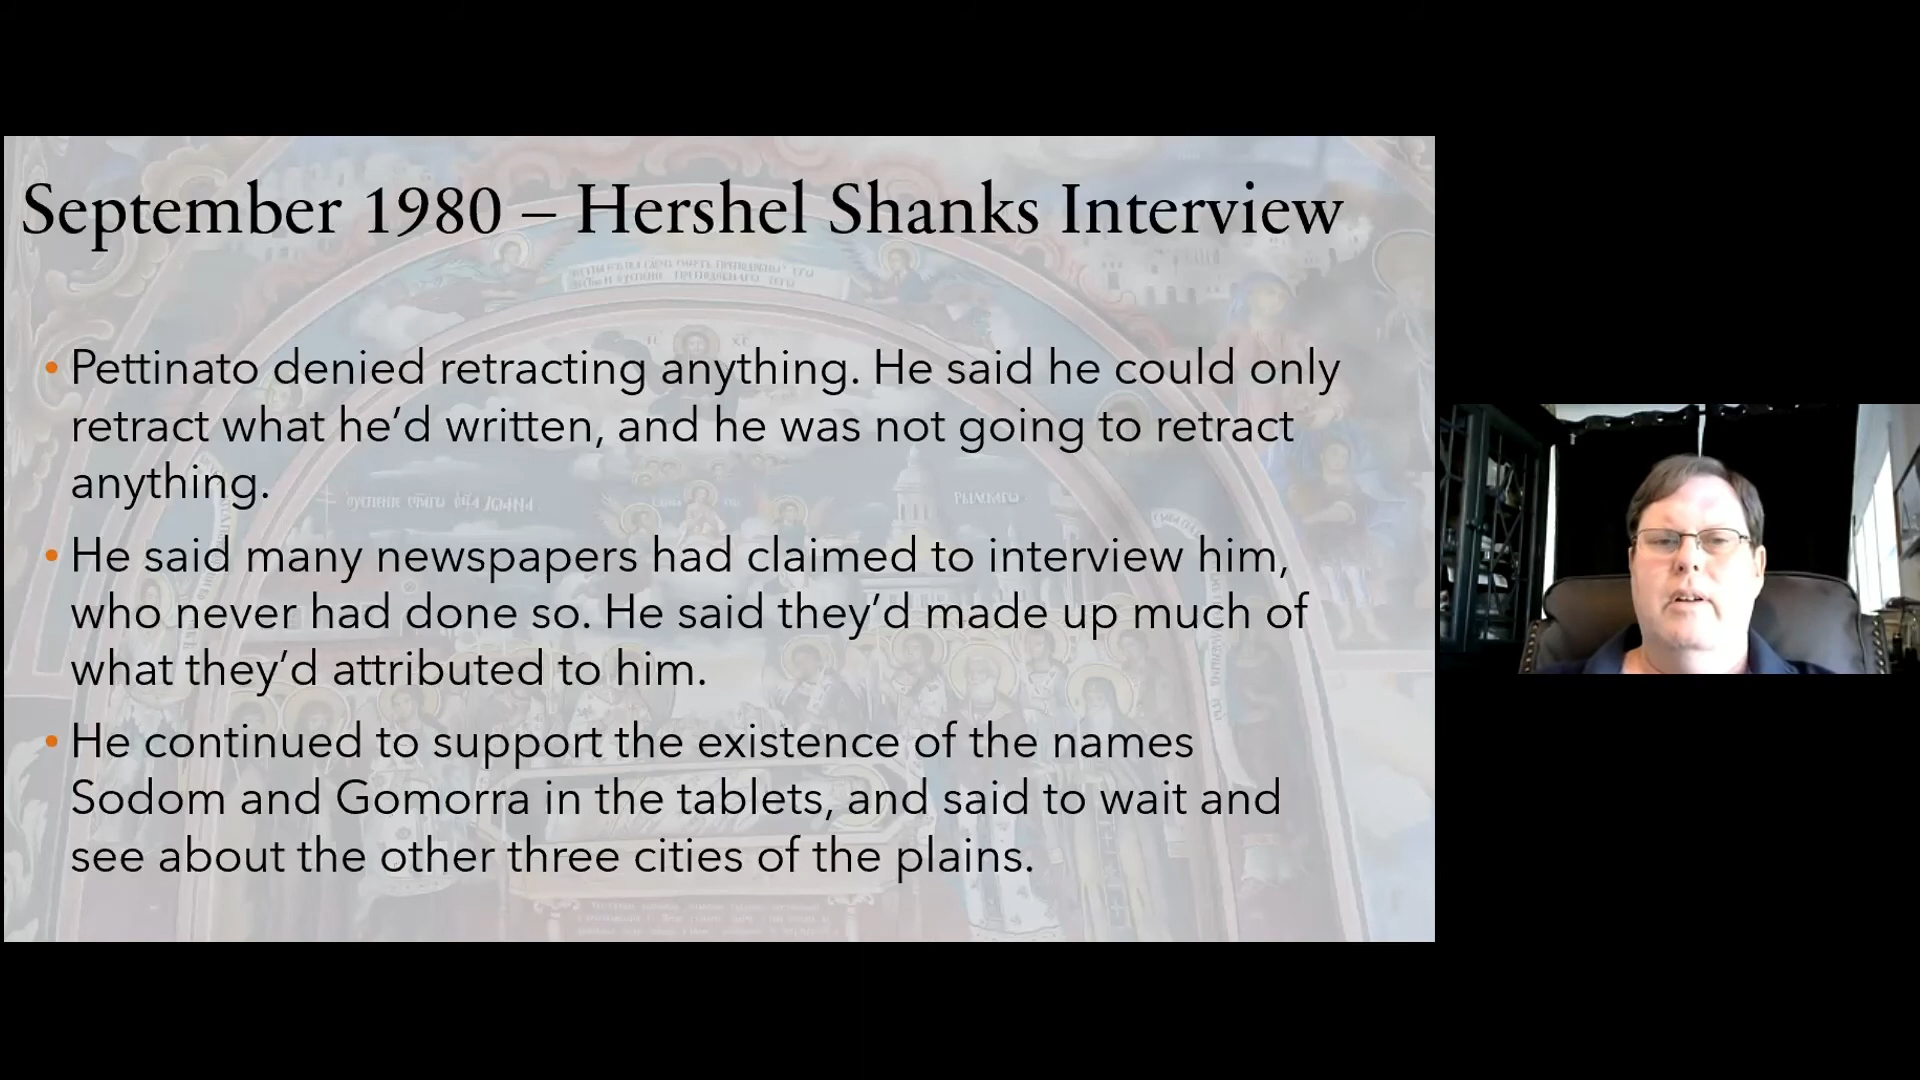 September 1980 – Hershel Shanks Interview
• Pettinato denied retracting anything. He said he could only
retract what he’d written, and he was not going to retract
anything.
• He said many newspapers had claimed to interview him,
who never had done so. He said they’d made up much of
what they’d attributed to him.
• He continued to support the existence of the names
Sodom and Gomorra in the tablets, and said to wait and
see about the other three cities of the plains.